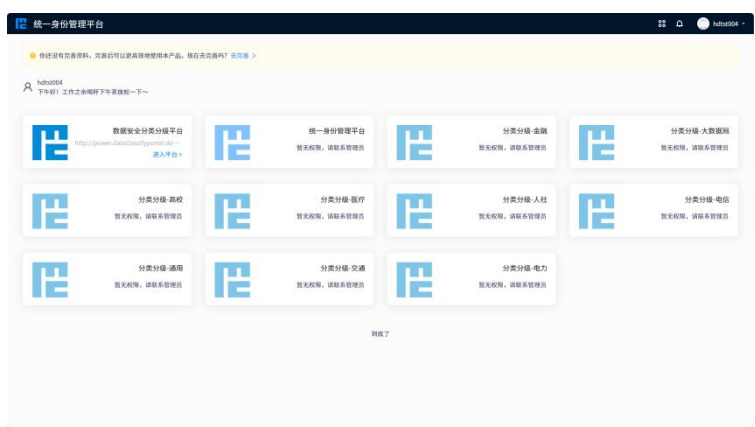 统一身份管理平台
hdtst004
你还没有完善资料，完善后可以更高效地使用本产品，现在去完善吗？去完善 >
hdtst004
下午好！工作之余喝杯下午茶放松一下～
数据安全分类分级平台
http://power.dataclassifyportal.de···
进入平台>
统一身份管理平台
暂无权限，请联系管理员
分类分级-金融
暂无权限，请联系管理员
分类分级-大数据局
暂无权限，请联系管理员
分类分级-高校
暂无权限，请联系管理员
分类分级-医疗
暂无权限，请联系管理员
分类分级-人社
暂无权限，请联系管理员
分类分级-电信
暂无权限，请联系管理员
分类分级-通用
暂无权限，请联系管理员
分类分级-交通
暂无权限，请联系管理员
分类分级-电力
暂无权限，请联系管理员
到底了